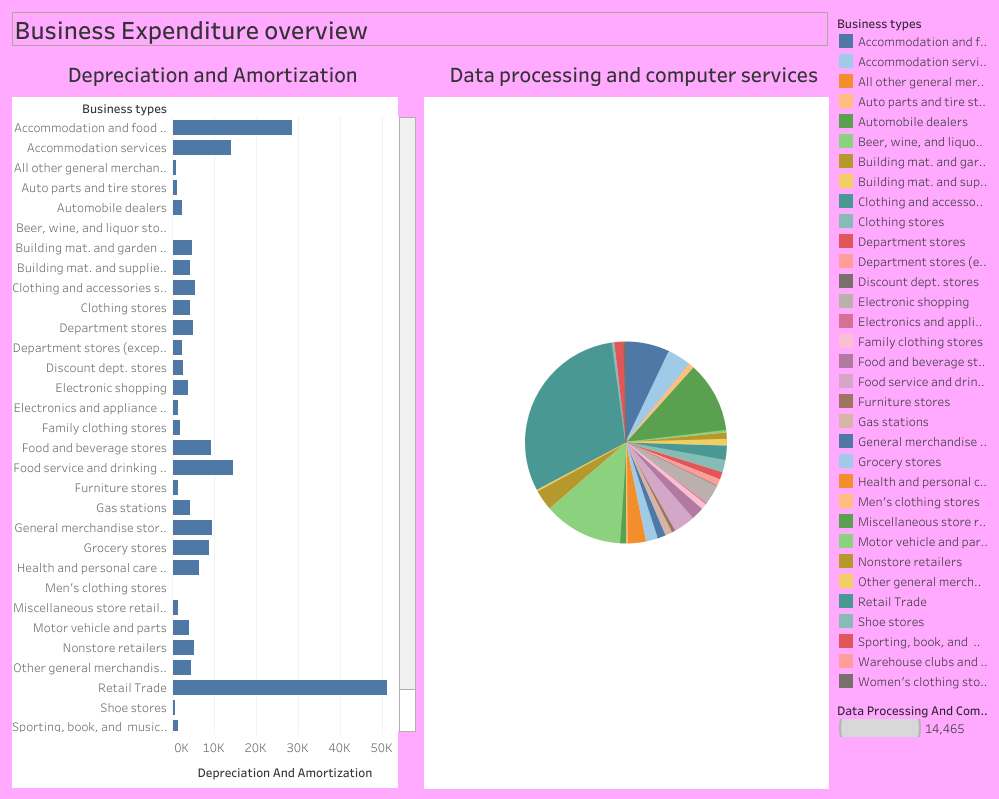 Business Expenditure overview
Depreciation and Amortization
Business types
Accommodation and food ..
Accommodation services
All other general merchan..
Auto parts and tire stores
Automobile dealers
Beer, wine, and liquor sto..
Building mat. and garden ..
Building mat. and supplie..
Clothing and accessories s..
Clothing stores
Department stores
Department stores (excep..
Discount dept. stores
Electronic shopping
Electronics and appliance ..
Family clothing stores
Food and beverage stores
Food service and drinking ..
Furniture stores
Gas stations
General merchandise stor..
Grocery stores
Health and personal care ..
Men's clothing stores
Miscellaneous store retail..
Motor vehicle and parts
Nonstore retailers
Other general merchandis..
Retail Trade
Shoe stores
Sporting, book, and music..
0K 10K 20K 30K 40K 50K
Depreciation And Amortization
Data processing and computer services
Business types
Accommodation and f..
Accommodation servi..
All other general mer..
Auto parts and tire st..
Automobile dealers
Beer, wine, and liquo..
Building mat. and gar..
Building mat. and sup..
Clothing and accesso..
Clothing stores
Department stores
Department stores (e..
Discount dept. stores
Electronic shopping
Electronics and appli..
Family clothing stores
Food and beverage st..
Food service and drin..
Furniture stores
Gas stations
General merchandise ..
Grocery stores
Health and personal c..
Men's clothing stores
Miscellaneous store r..
Motor vehicle and par..
Nonstore retailers
Other general merch..
Retail Trade
Shoe stores
Sporting, book, and ..
Warehouse clubs and ..
Women's clothing sto..
Data Processing And Com..
14,465